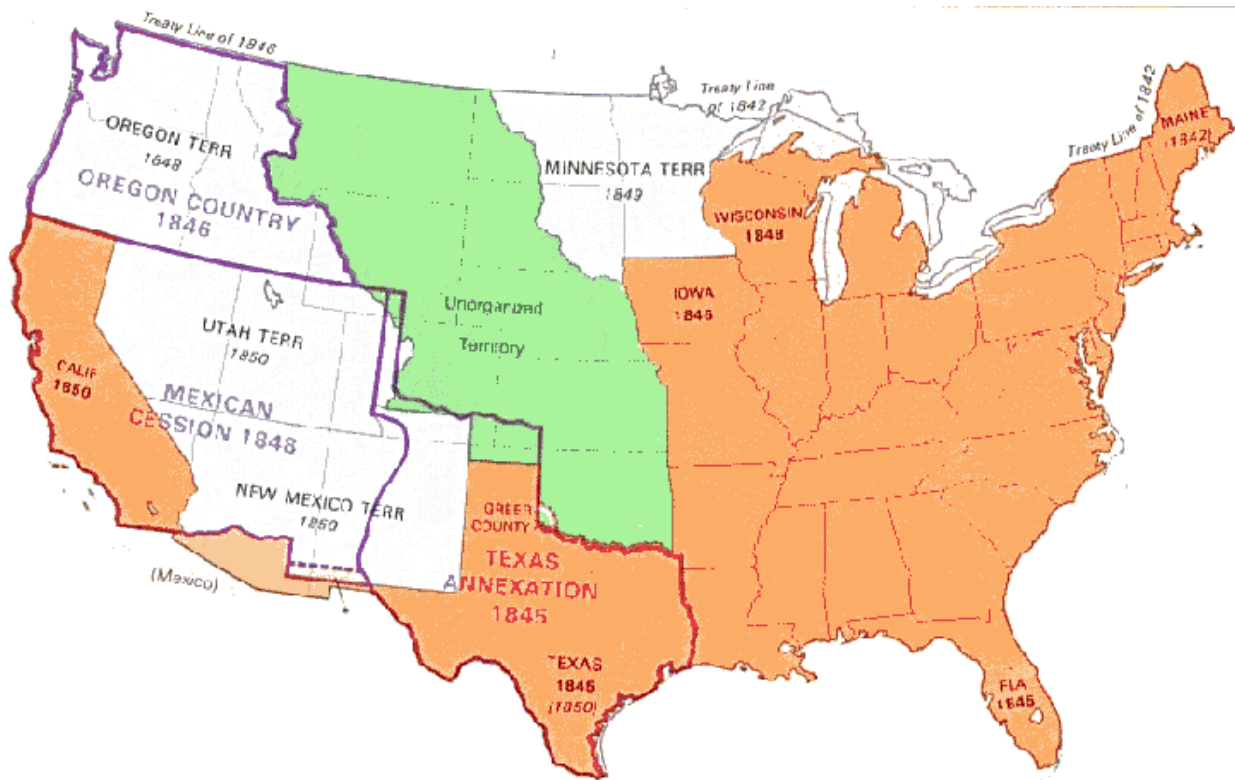 Treaty Line of 1846
OREGON TERR
1848
OREGON COUNTRY
1846
Treaty Line
of 1842
MINNESOTA TERR
1849
WISCONSIN
1848
Treaty Line of 1842
MAINE
(1842)
IOWA
1846
Unorganized
Territory
UTAH TERR
1850
CALIF
1850
MEXICAN
CESSION 1848
NEW MEXICO TERR
1850
(Mexico)
GREER
COUNTY
TEXAS
ANNEXATION
1845
TEXAS
1845
(1850)
FLA
1845